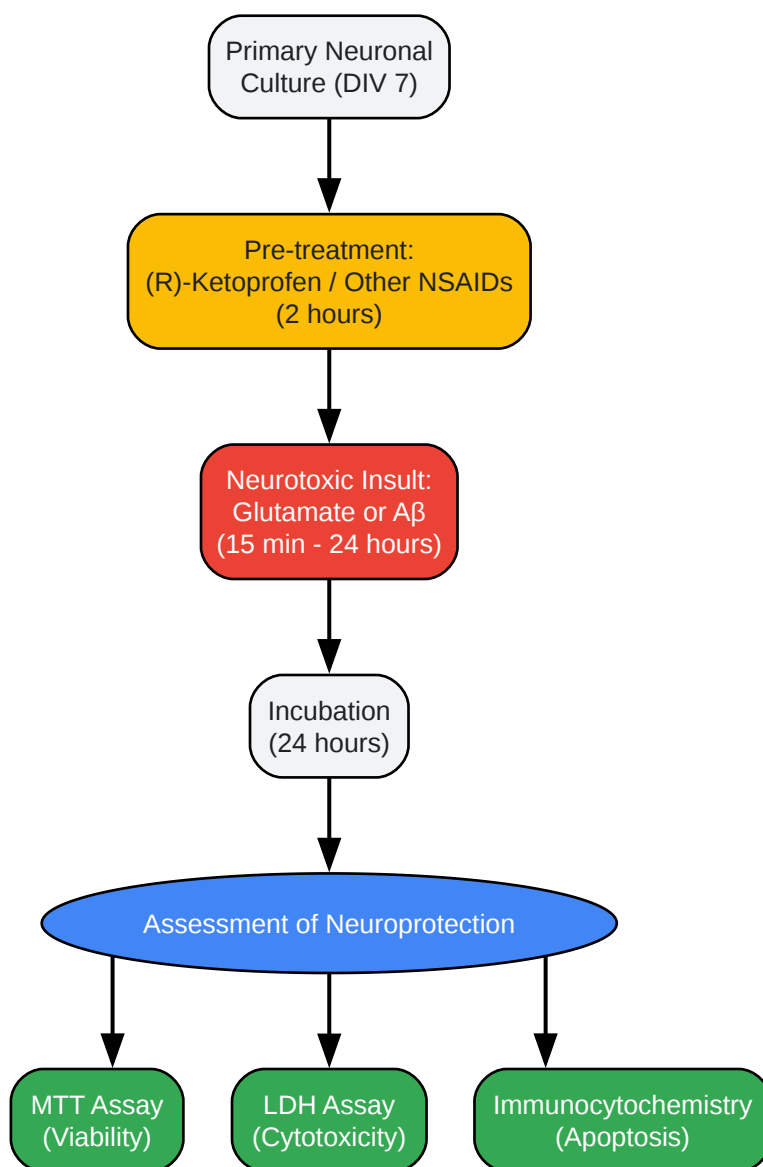 Primary Neuronal
Culture (DIV 7)
Pre-treatment:
(R)-Ketoprofen / Other NSAIDs
(2 hours)
Neurotoxic Insult:
Glutamate or Aβ
(15 min - 24 hours)
Incubation
(24 hours)
Assessment of Neuroprotection
MTT Assay
(Viability)
LDH Assay
(Cytotoxicity)
Immunocytochemistry
(Apoptosis)